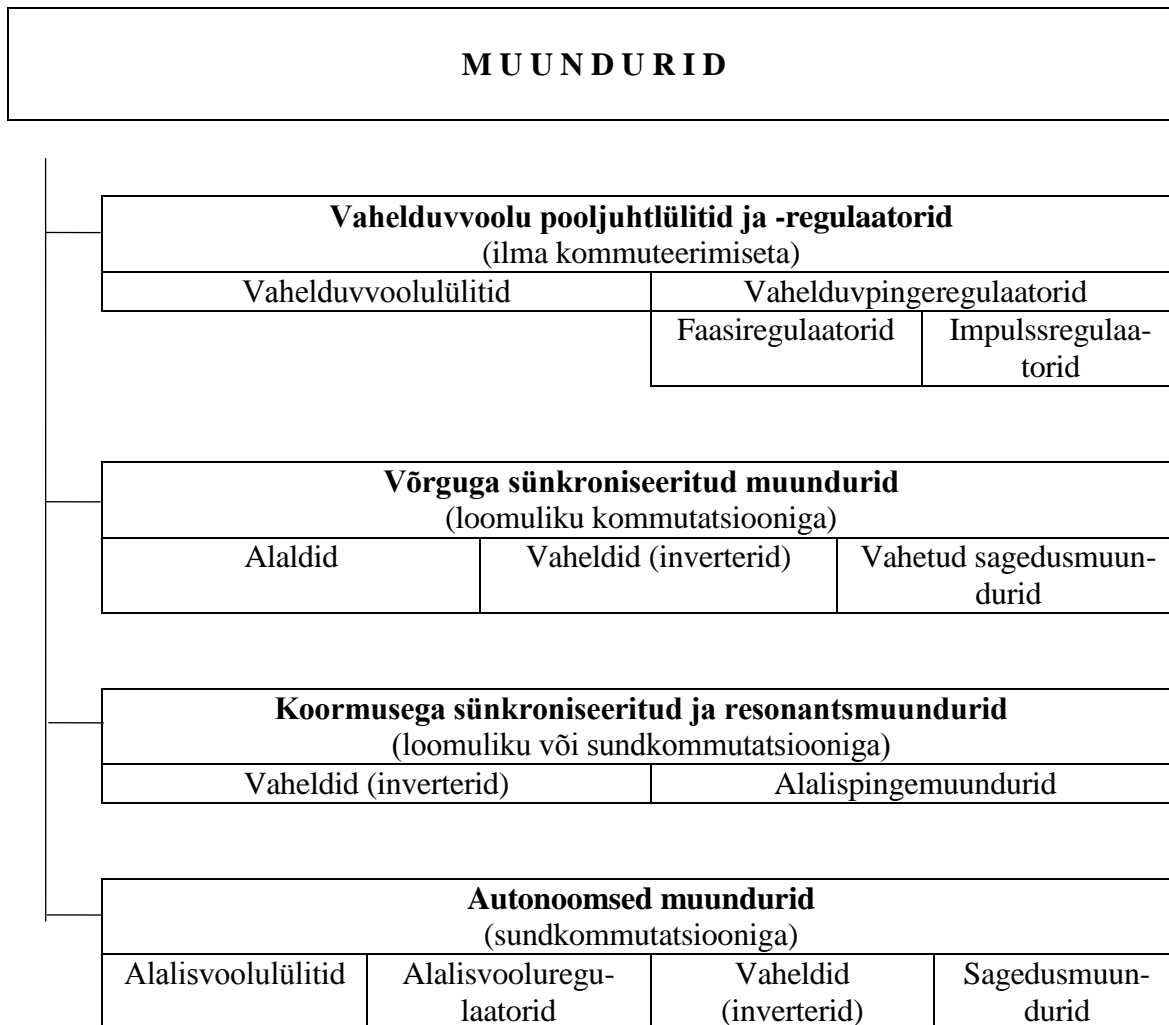 M U U N D U R I D
Vahelduvvoolu pooljuhtlülitid ja -regulaatorid
(ilma kommuteerimiseta)
Vahelduvvoolulülitid Vahelduvpingeregulaatorid
Faasiregulaatorid Impulssregulaa-
torid
Võrguga sünkroniseeritud muundurid
(loomuliku kommutatsiooniga)
Alaldid Vaheldid (inverterid) Vahetud sagedusmuun-
durid
Koormusega sünkroniseeritud ja resonantsmuundurid
(loomuliku või sundkommutatsiooniga)
Vaheldid (inverterid) Alalispingemuundurid
Autonoomsed muundurid
(sundkommutatsiooniga)
Alalisvoolulülitid Alalisvooluregu- Vaheldid Sagedusmuun-
laatorid (inverterid) durid